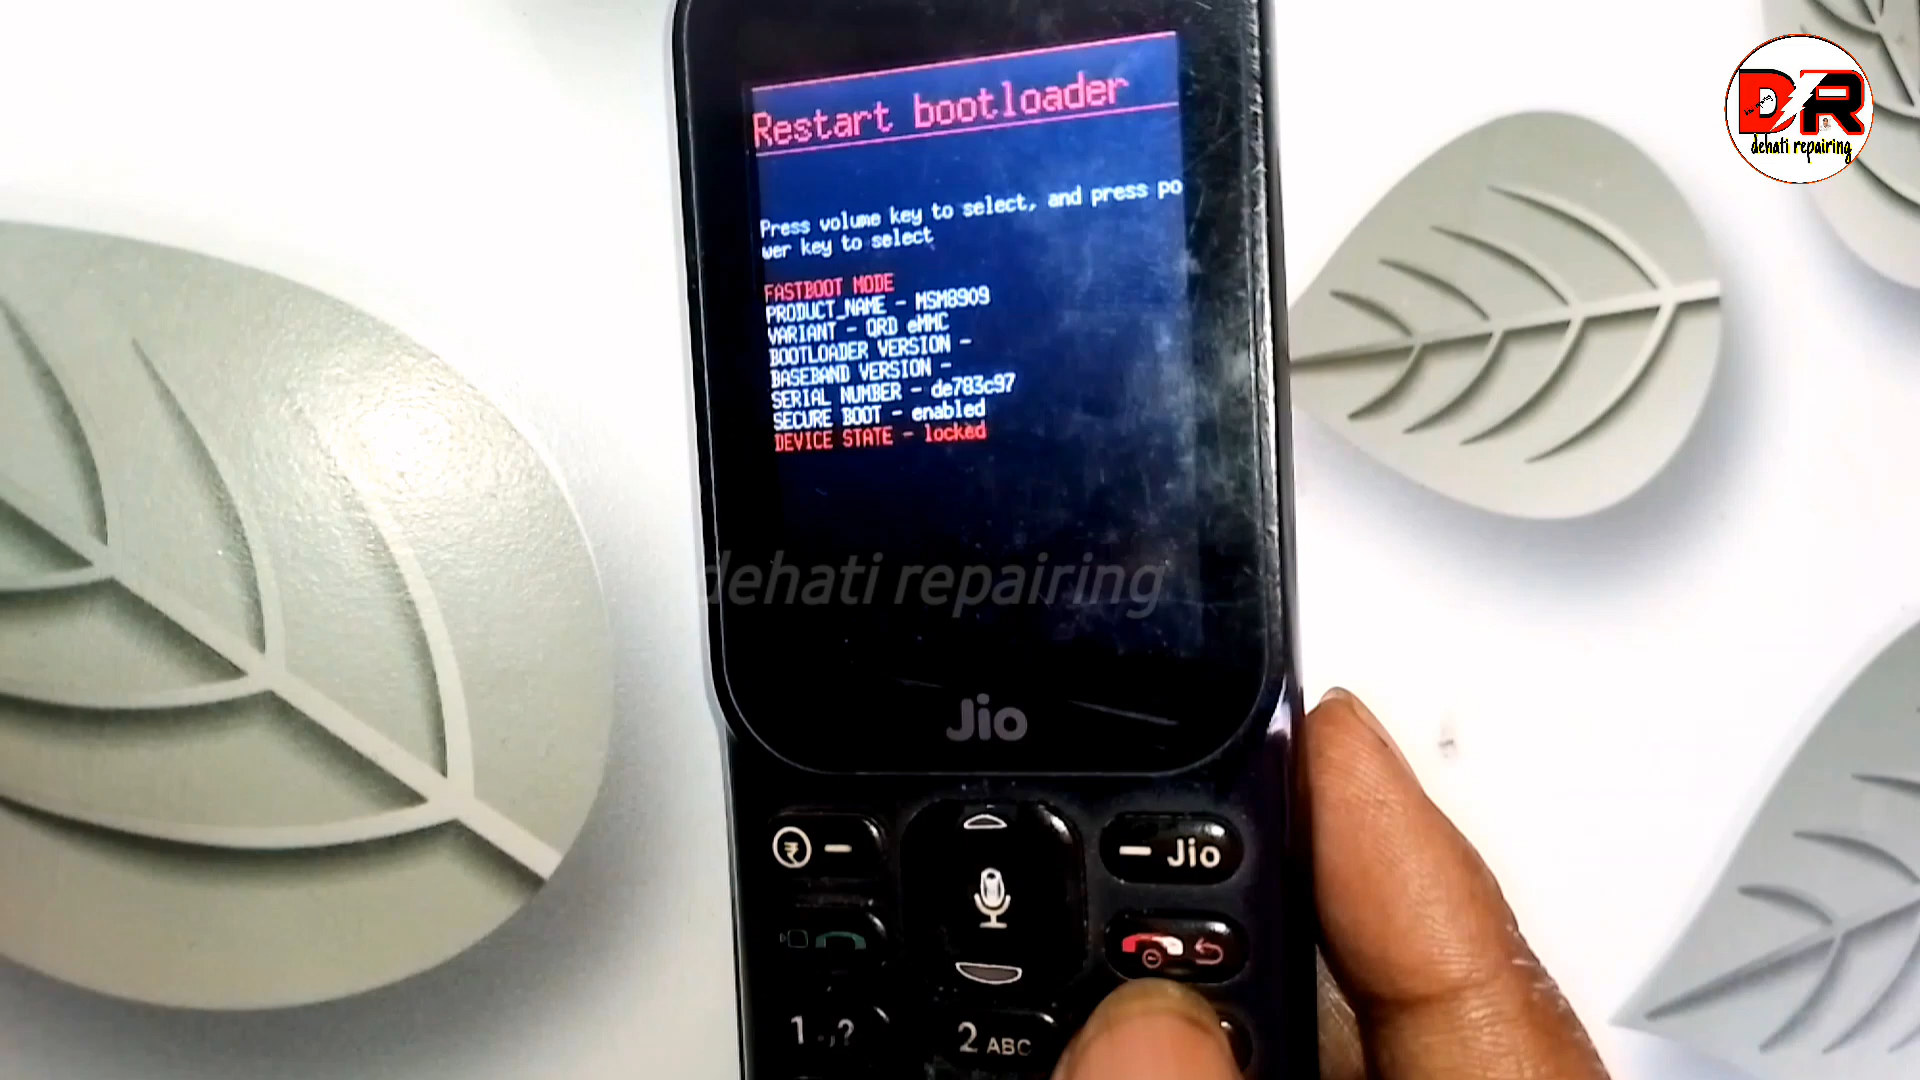 Restart bootloader
Press volume key to select, and press po
wer key to select
FASTBOOT MODE
PRODUCT_NAME - MSM8909
VARIANT - QRD eMMC
BOOTLOADER VERSION -
BASEBAND VERSION -
SERIAL NUMBER - de783c97
SECURE BOOT - enabled
DEVICE STATE - locked
DR
dehati repairing
dehati repairing
Jio
₹ –
– Jio
1 .,?
2 ABC